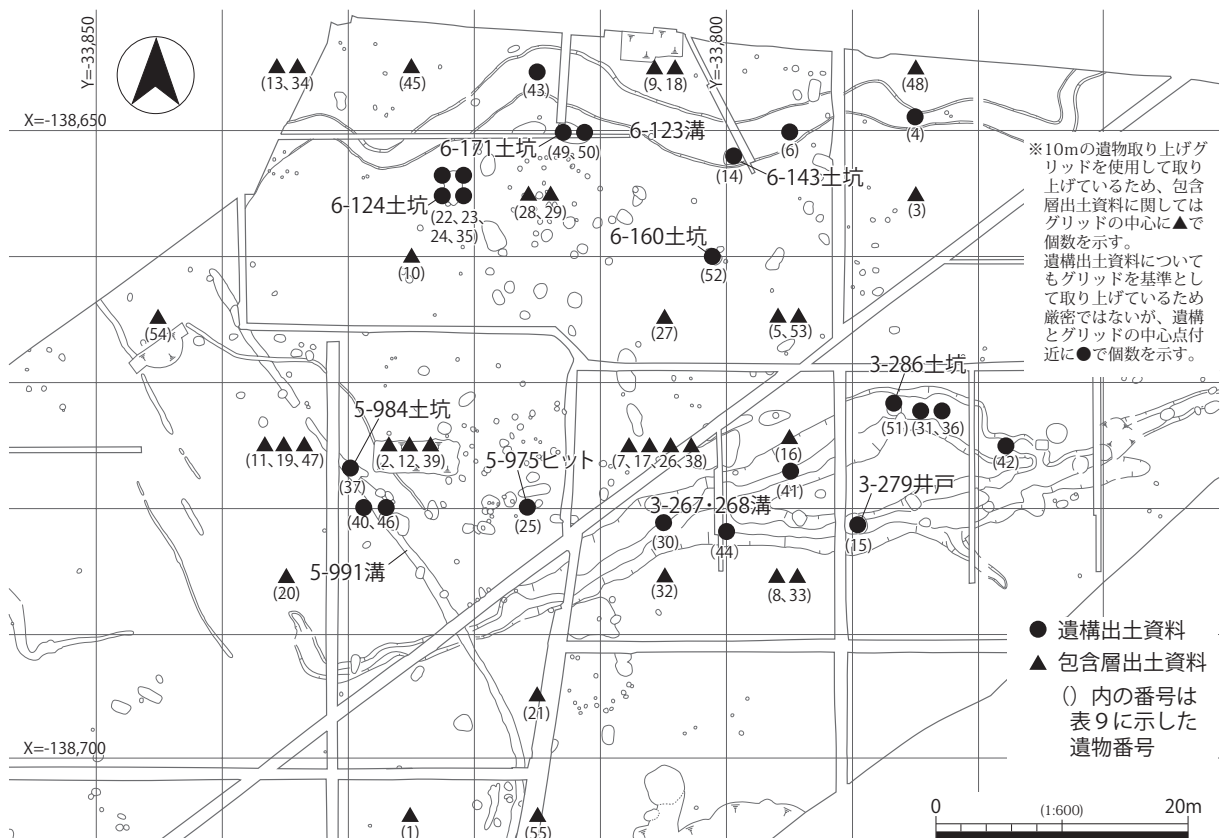 Y=-33,850
Y=-33,800
(13、34)
(45)
(43)
(9、18)
(48)
X=-138,650
(4)
6-123溝
6-171土坑
(49、50)
(6)
(14)
6-143土坑
※10mの遺物取り上げグ
リッドを使用して取り
上げているため、包含
層出土資料に関しては
グリッドの中心に▲で
個数を示す。
遺構出土資料について
もグリッドを基準とし
て取り上げているため
厳密ではないが、遺構
とグリッドの中心点付
近に●で個数を示す。
6-124土坑
(22、23、
24、35)
(28、29)
(3)
6-160土坑
(10)
(52)
(54)
(27)
(5、53)
3-286土坑
5-984土坑
(51)
(31、36)
(11、19、47)
(2、12、39)
5-975ピット
(7、17、26、38)
(16)
(42)
(37)
(41)
3-279井戸
(40、46)
(25)
3-267・268溝
(30)
(44)
(15)
5-991溝
(20)
(32)
(8、33)
● 遺構出土資料
▲ 包含層出土資料
（）内の番号は
表９に示した
遺物番号
(21)
X=-138,700
(1)
(55)
0
(1:600)
20m